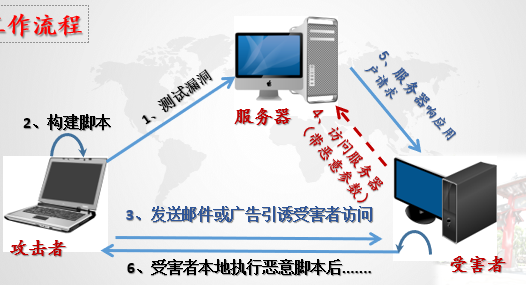 工作流程
1、测试漏洞
5、服务器响应用
户请求
服务器
2、构建脚本
4、访问服务器
(带恶意参数)
3、发送邮件或广告引诱受害者访问
攻击者
受害者
6、受害者本地执行恶意脚本后.......